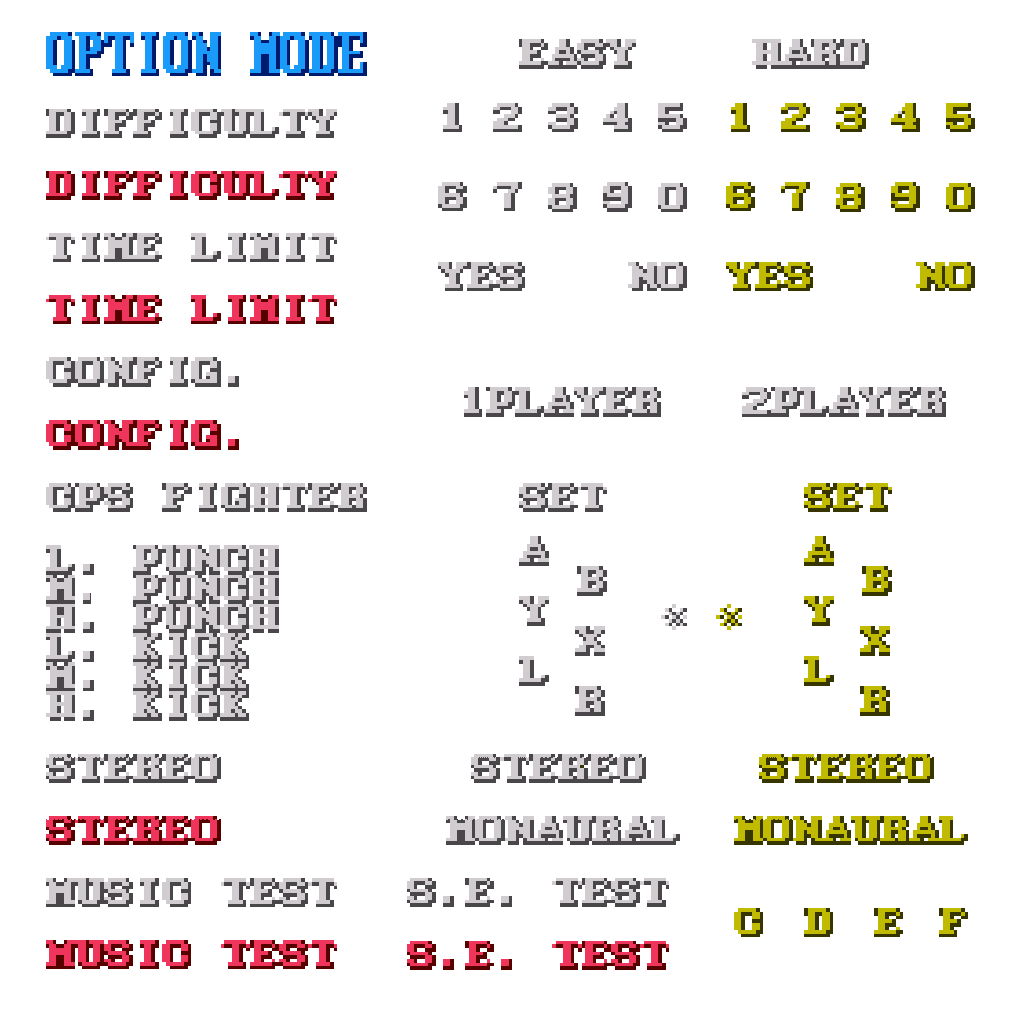 OPTION MODE EASY HARD
DIFFICULTY 1 2 3 4 5 1 2 3 4 5
DIFFICULTY 6 7 8 9 0 6 7 8 9 0
TIME LIMIT
YES NO YES NO
TIME LIMIT
CONFIG.
1PLAYER 2PLAYER
CONFIG.
CPS FIGHTER SET SET
L. PUNCH A A
M. PUNCH B B
H. PUNCH Y ※ ※ Y
L. KICK X X
M. KICK L L
H. KICK R R
STEREO STEREO STEREO
STEREO MONAURAL MONAURAL
MUSIC TEST S.E. TEST
C D E F
MUSIC TEST S.E. TEST